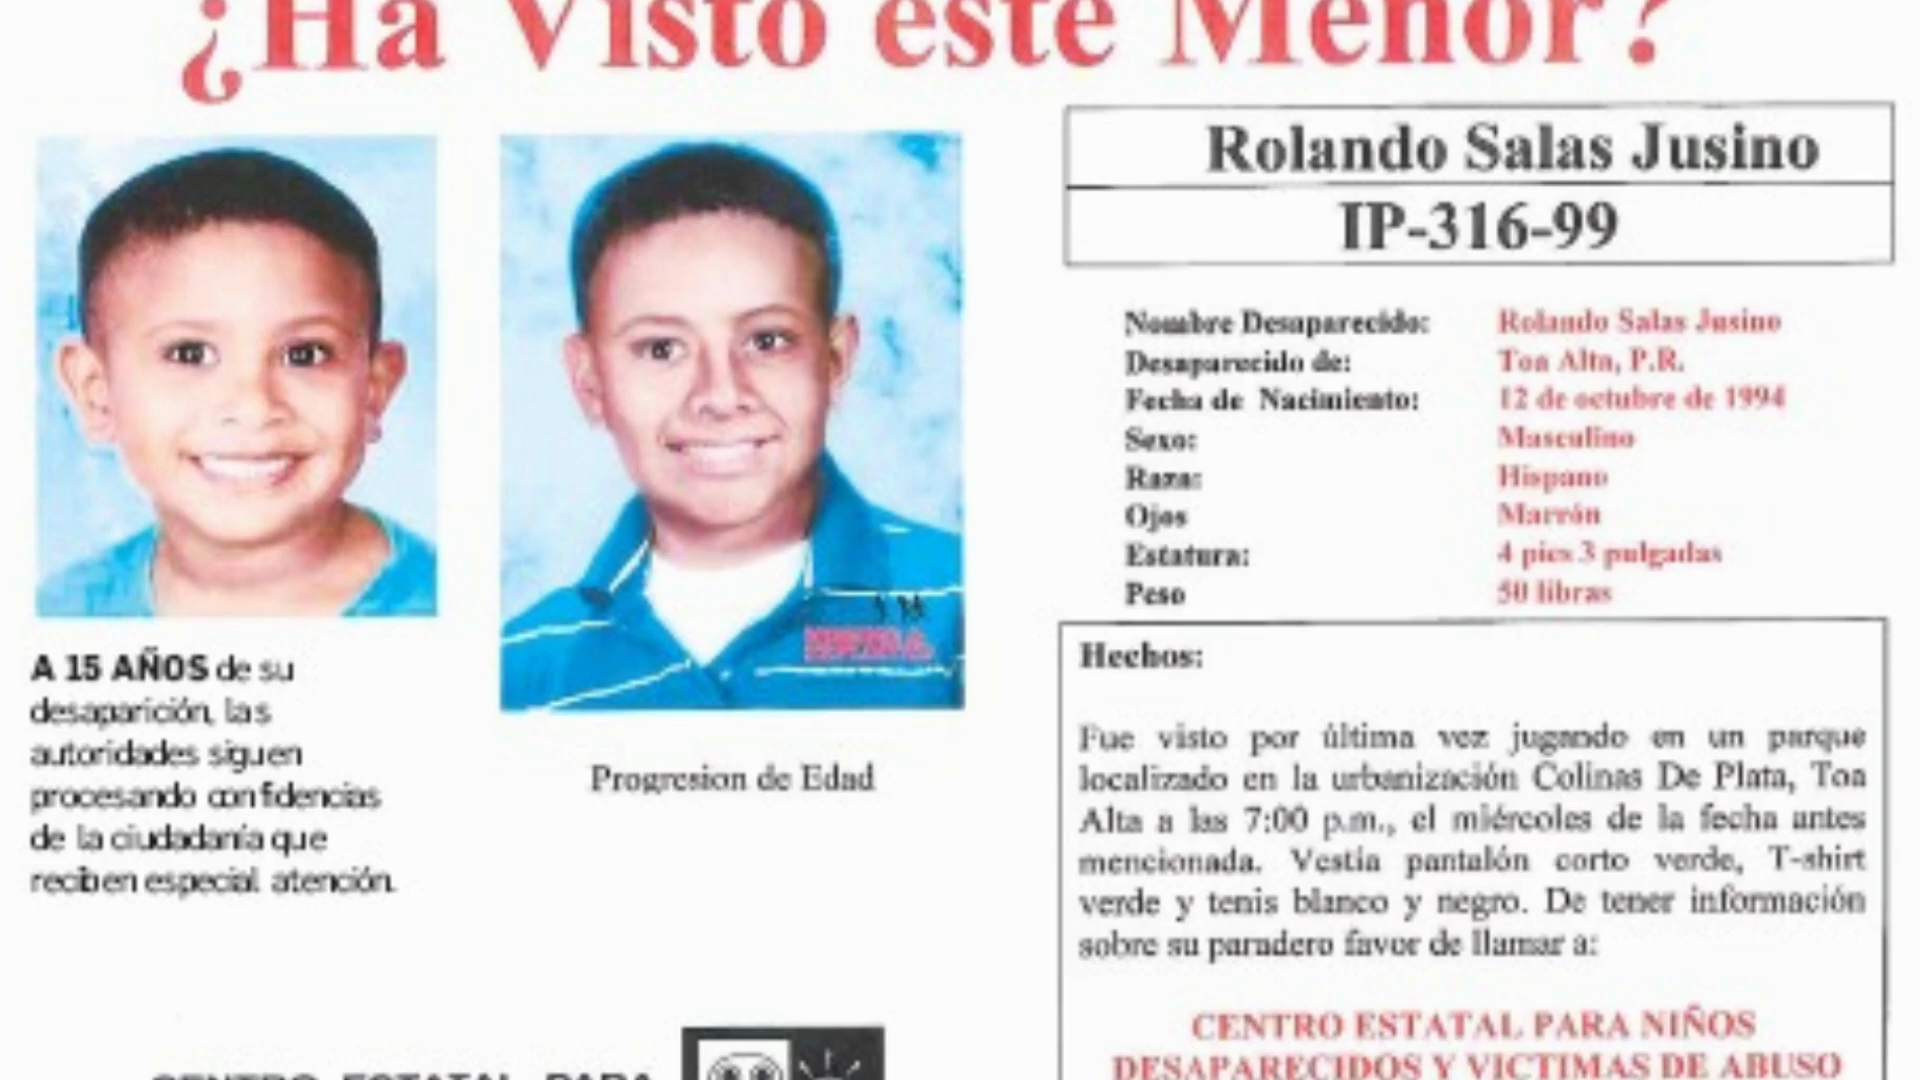 ¿Ha Visto este Menor?
Rolando Salas Jusino
IP-316-99
Nombre Desaparecido: Rolando Salas Jusino
Desaparecido de: Toa Alta, P.R.
Fecha de Nacimiento: 12 de octubre de 1994
Sexo: Masculino
Raza: Hispano
Ojos Marrón
Estatura: 4 pies 3 pulgadas
Peso 50 libras
A 15 AÑOS de su
desaparición, las
autoridades siguen
procesando confidencias
de la ciudadanía que
reciben especial atención.
Progresion de Edad
Hechos:
Fue visto por última vez jugando en un parque
localizado en la urbanización Colinas De Plata, Toa
Alta a las 7:00 p.m., el miércoles de la fecha antes
mencionada. Vestía pantalón corto verde, T-shirt
verde y tenis blanco y negro. De tener información
sobre su paradero favor de llamar a:
CENTRO ESTATAL PARA NIÑOS
DESAPARECIDOS Y VICTIMAS DE ABUSO
CENTRO ESTATAL PARA